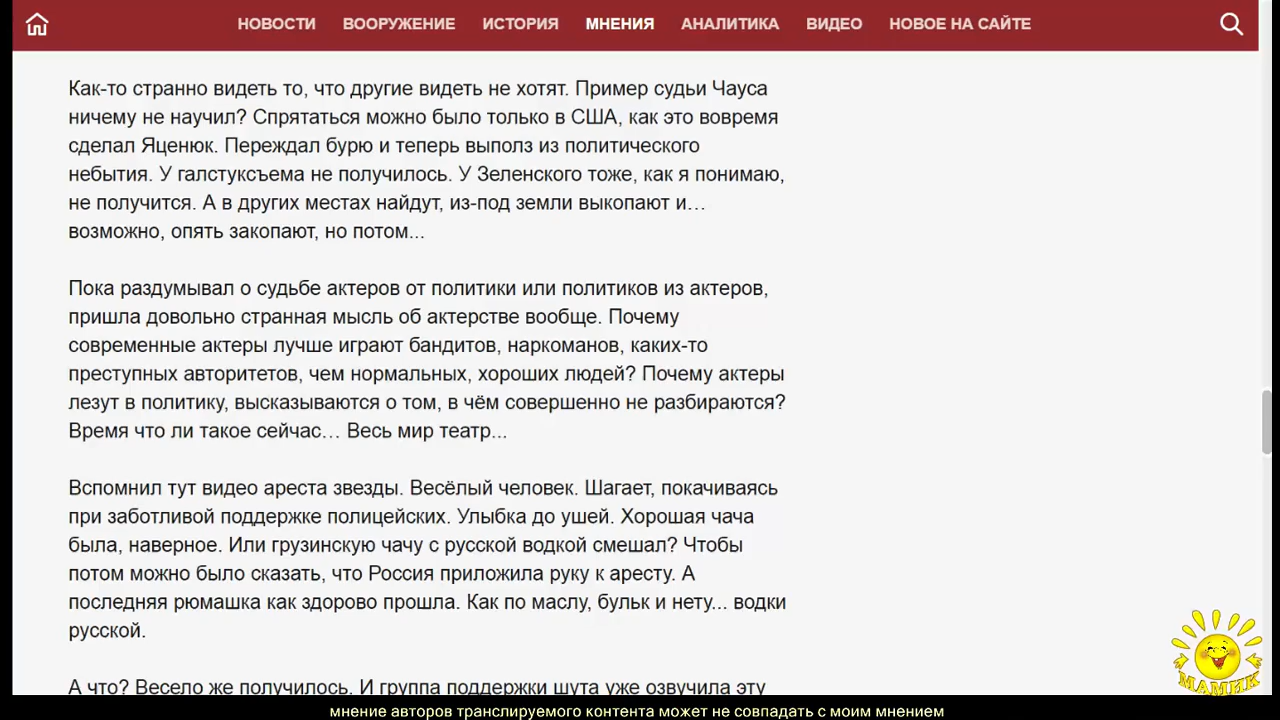 НОВОСТИ ВООРУЖЕНИЕ ИСТОРИЯ МНЕНИЯ АНАЛИТИКА ВИДЕО НОВОЕ НА САЙТЕ
Как-то странно видеть то, что другие видеть не хотят. Пример судьи Чауса
ничему не научил? Спрятаться можно было только в США, как это вовремя
сделал Яценюк. Переждал бурю и теперь выполз из политического
небытия. У галстуксъема не получилось. У Зеленского тоже, как я понимаю,
не получится. А в других местах найдут, из-под земли выкопают и…
возможно, опять закопают, но потом...
Пока раздумывал о судьбе актеров от политики или политиков из актеров,
пришла довольно странная мысль об актерстве вообще. Почему
современные актеры лучше играют бандитов, наркоманов, каких-то
преступных авторитетов, чем нормальных, хороших людей? Почему актеры
лезут в политику, высказываются о том, в чём совершенно не разбираются?
Время что ли такое сейчас… Весь мир театр...
Вспомнил тут видео ареста звезды. Весёлый человек. Шагает, покачиваясь
при заботливой поддержке полицейских. Улыбка до ушей. Хорошая чача
была, наверное. Или грузинскую чачу с русской водкой смешал? Чтобы
потом можно было сказать, что Россия приложила руку к аресту. А
последняя рюмашка как здорово прошла. Как по маслу, бульк и нету... водки
русской.
А что? Весело же получилось. И группа поддержки шута уже озвучила эту
МАМИК
мнение авторов транслируемого контента может не совпадать с моим мнением